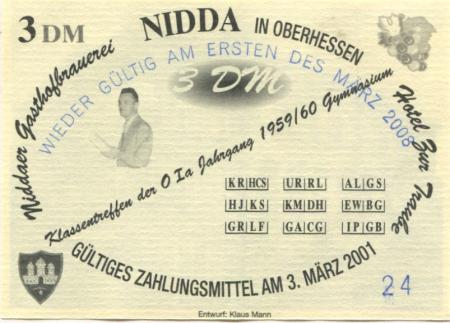 3 DM
NIDDA IN OBERHESSEN
Niddaer Gasthofbrauerei
WIEDER GÜLTIG AM ERSTEN DES MÄRZ 2008
3 DM
Klassentreffen der O Ia Jahrgang 1959/60 Gymnasium
Hotel Zur Traube
KR HCS UR RL AL GS
HJ KS KM DH EW BG
GR LF GA CG IP GB
GÜLTIGES ZAHLUNGSMITTEL AM 3. MÄRZ 2001
24
Entwurf: Klaus Mann